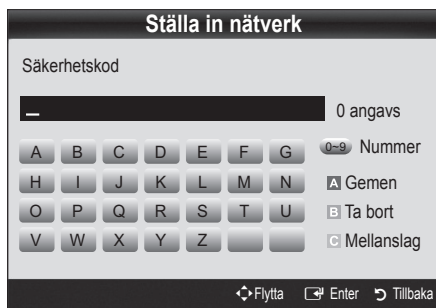 Ställa in nätverk
Säkerhetskod
_
0 angavs
A B C D E F G 0~9 Nummer
H I J K L M N A Gemen
O P Q R S T U B Ta bort
V W X Y Z C Mellanslag
Flytta Enter Tillbaka